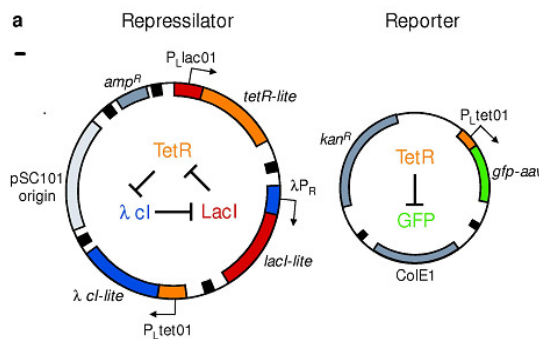 a
Repressilator
Reporter
PLlac01
ampR
tetR-lite
TetR
λPR
λ cI
LacI
pSC101
origin
lacI-lite
λ cI-lite
PLtet01
PLtet01
kanR
TetR
gfp-aav
GFP
ColE1